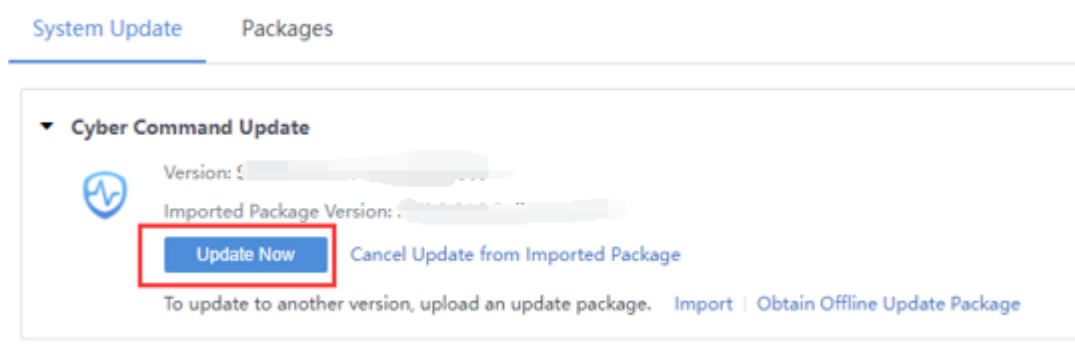 System Update Packages
Cyber Command Update
Version:
Imported Package Version:
Update Now Cancel Update from Imported Package
To update to another version, upload an update package. Import | Obtain Offline Update Package